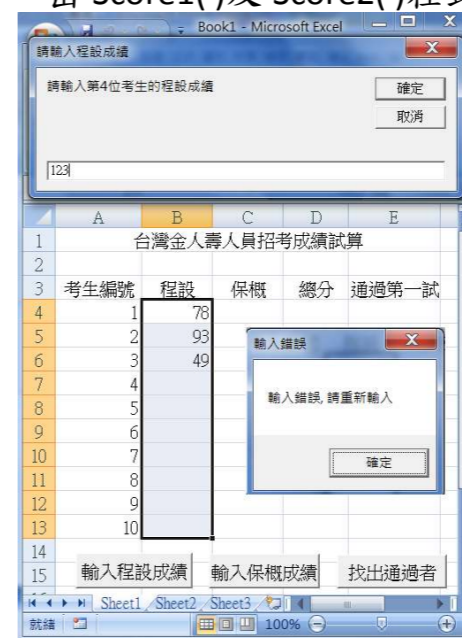 當 Score1( )及 Score2( )程式
Book1 - Microsoft Excel
請輸入程設成績
請輸入第4位考生的程設成績
確定
取消
123
A B C D E
1 台灣金人壽人員招考成績試算
2
3 考生編號 程設 保概 總分 通過第一試
4 1 78
5 2 93
6 3 49
7 4
8 5
9 6
10 7
11 8
12 9
13 10
14
15
輸入錯誤
輸入錯誤, 請重新輸入
確定
輸入程設成績 輸入保概成績 找出通過者
Sheet1 Sheet2 Sheet3
就緒 100%